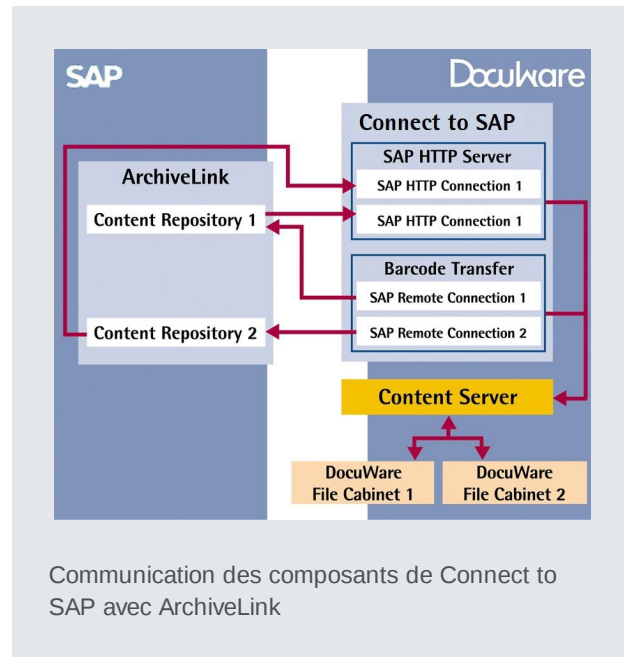 SAP
DocuWare
Connect to SAP
SAP HTTP Server
SAP HTTP Connection 1
SAP HTTP Connection 1
ArchiveLink
Content Repository 1
Content Repository 2
Barcode Transfer
SAP Remote Connection 1
SAP Remote Connection 2
Content Server
DocuWare
File Cabinet 1
DocuWare
File Cabinet 2
Communication des composants de Connect to
SAP avec ArchiveLink